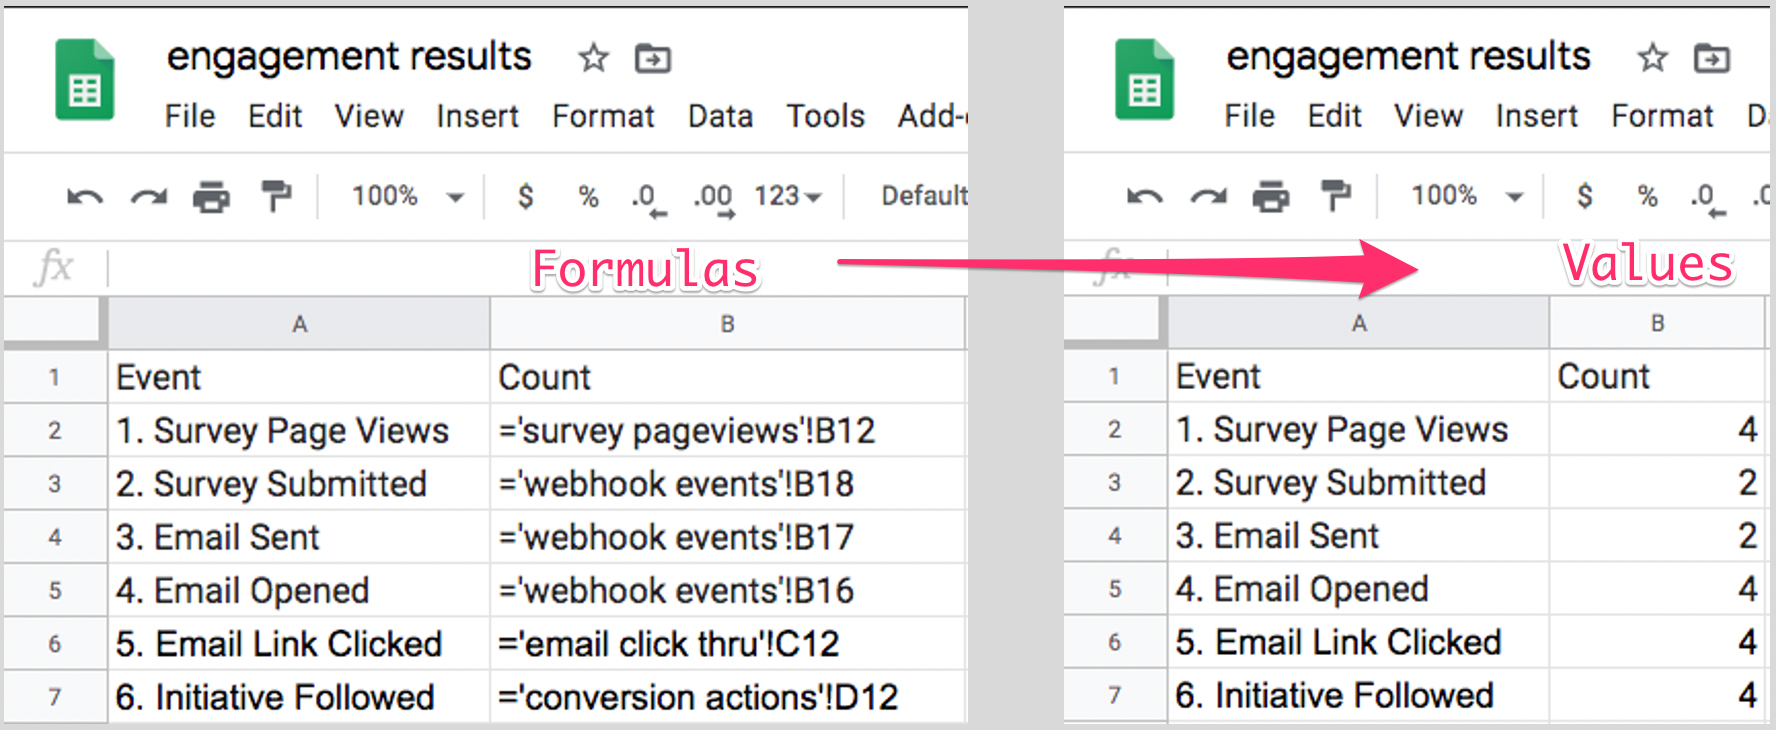 engagement results
File Edit View Insert Format Data Tools Add-
100% $ % .0 .00 123 Default
fx
Formulas
A B
1 Event Count
2 1. Survey Page Views ='survey pageviews'!B12
3 2. Survey Submitted ='webhook events'!B18
4 3. Email Sent ='webhook events'!B17
5 4. Email Opened ='webhook events'!B16
6 5. Email Link Clicked ='email click thru'!C12
7 6. Initiative Followed ='conversion actions'!D12
engagement results
File Edit View Insert Format
100% $ % .0
fx
Values
A B
1 Event Count
2 1. Survey Page Views 4
3 2. Survey Submitted 2
4 3. Email Sent 2
5 4. Email Opened 4
6 5. Email Link Clicked 4
7 6. Initiative Followed 4